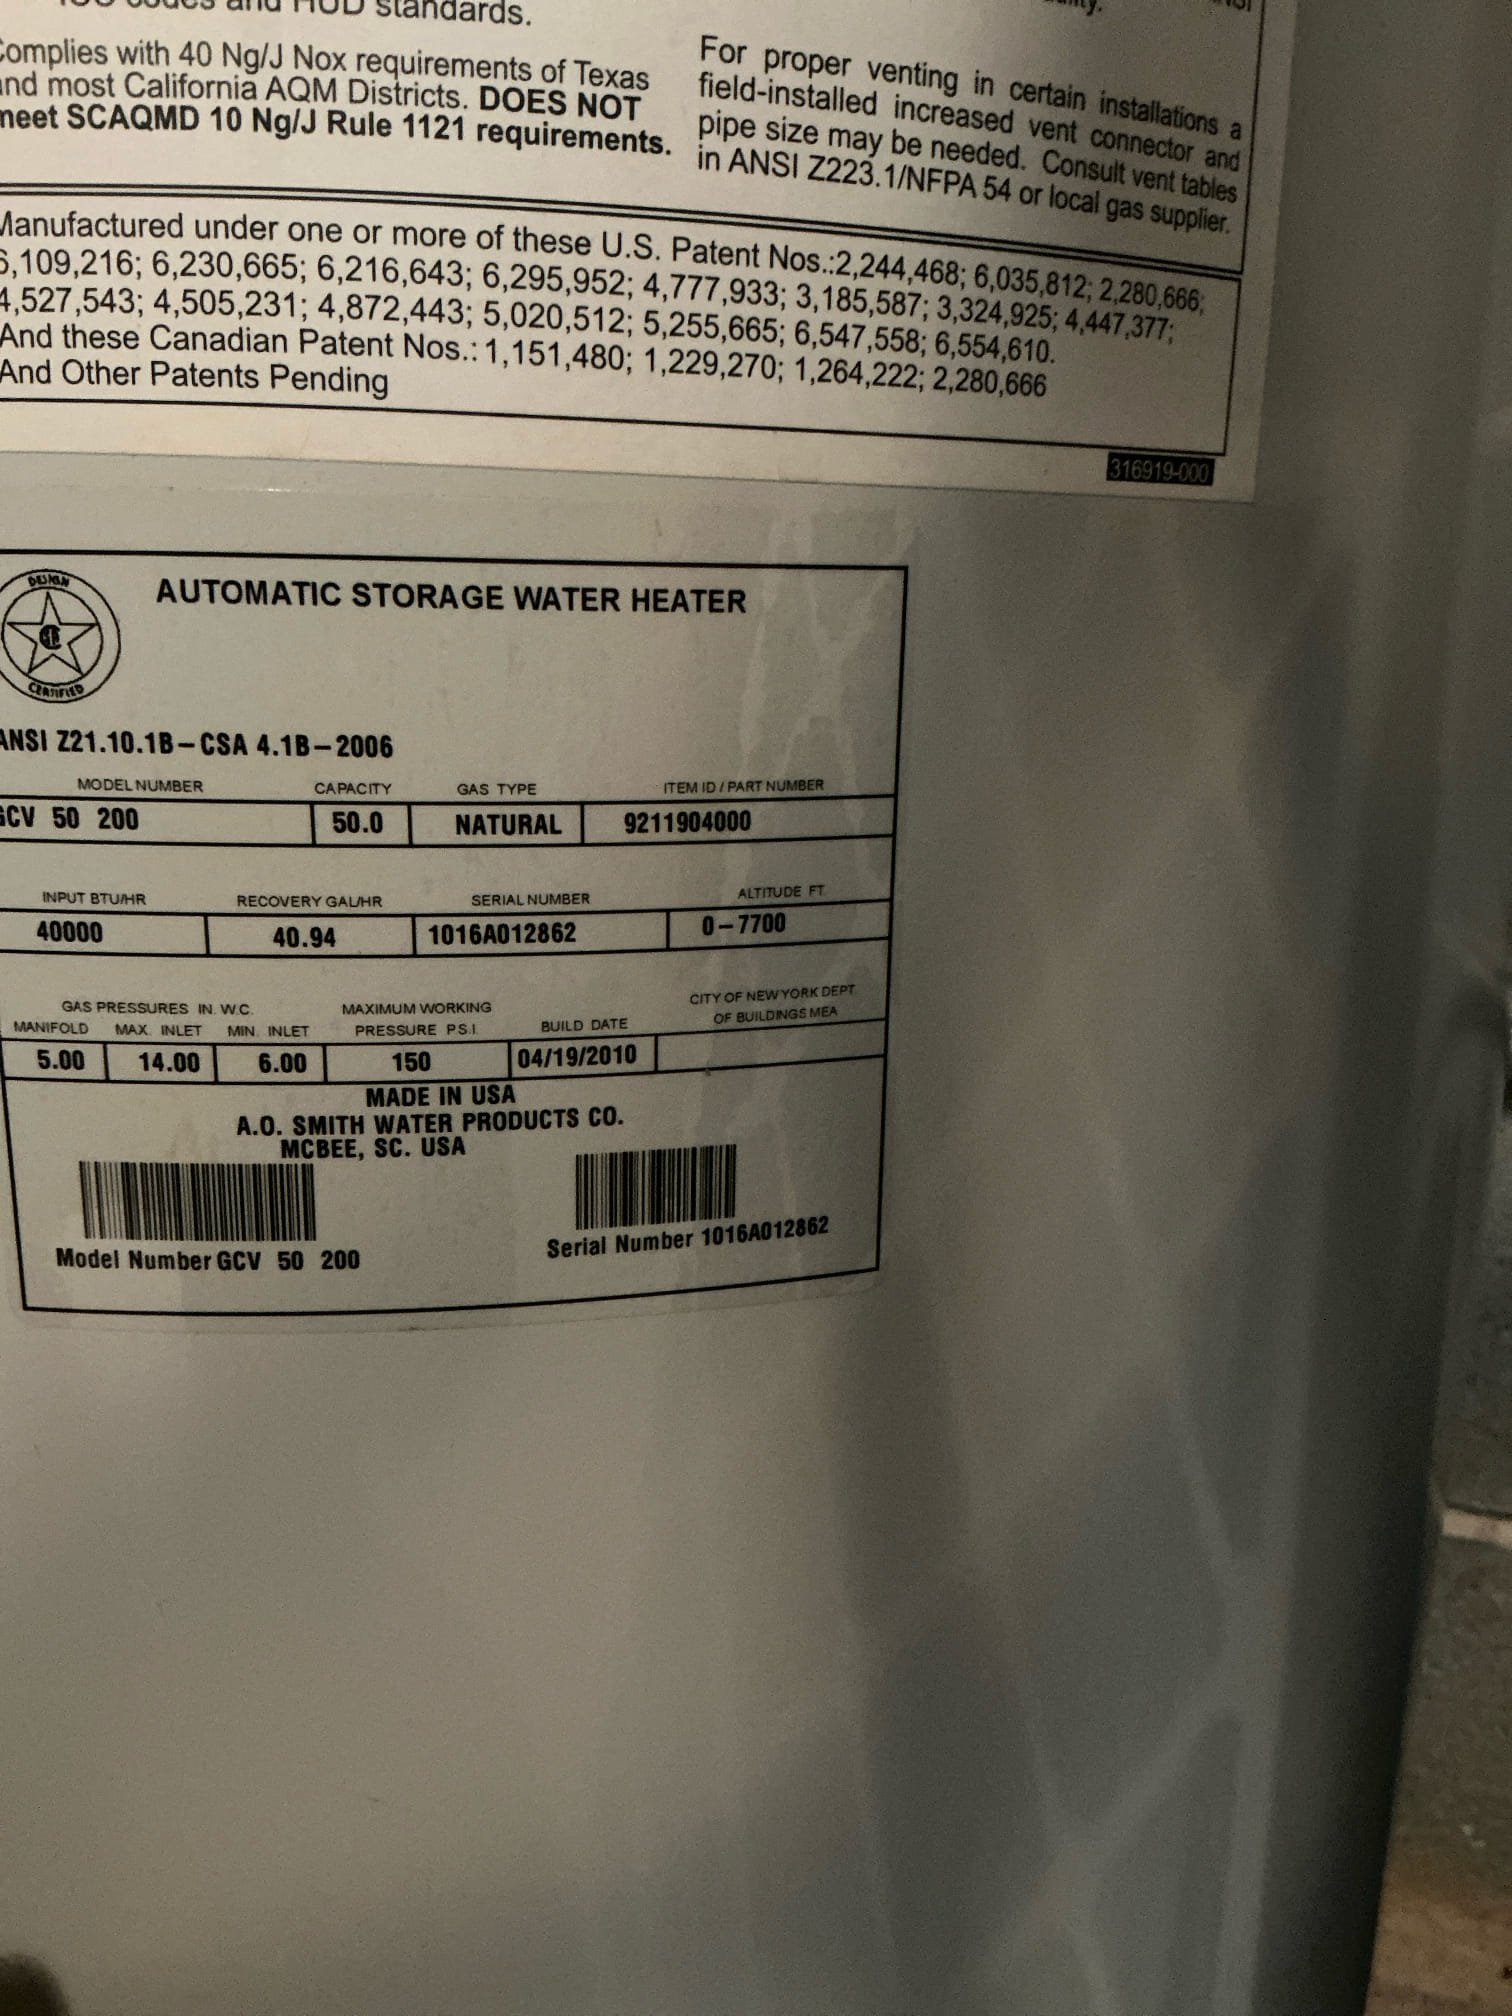 codes and HUD standards.
Complies with 40 Ng/J Nox requirements of Texas
and most California AQM Districts. DOES NOT
meet SCAQMD 10 Ng/J Rule 1121 requirements.
For proper venting in certain installations a
field-installed increased vent connector and
pipe size may be needed. Consult vent tables
in ANSI Z223.1/NFPA 54 or local gas supplier.
Manufactured under one or more of these U.S. Patent Nos.:2,244,468; 6,035,812; 2,280,666;
6,109,216; 6,230,665; 6,216,643; 6,295,952; 4,777,933; 3,185,587; 3,324,925; 4,447,377;
4,527,543; 4,505,231; 4,872,443; 5,020,512; 5,255,665; 6,547,558; 6,554,610.
And these Canadian Patent Nos.: 1,151,480; 1,229,270; 1,264,222; 2,280,666
And Other Patents Pending
316919-000
DESIGN
CERTIFIED
AUTOMATIC STORAGE WATER HEATER
ANSI Z21.10.1B-CSA 4.1B-2006
MODEL NUMBER CAPACITY GAS TYPE ITEM ID / PART NUMBER
GCV 50 200 50.0 NATURAL 9211904000
INPUT BTU/HR RECOVERY GAL/HR SERIAL NUMBER ALTITUDE FT.
40000 40.94 1016A012862 0-7700
GAS PRESSURES IN. W.C. MAXIMUM WORKING CITY OF NEW YORK DEPT.
MANIFOLD MAX. INLET MIN. INLET PRESSURE P.S.I. BUILD DATE OF BUILDINGS MEA
5.00 14.00 6.00 150 04/19/2010
MADE IN USA
A.O. SMITH WATER PRODUCTS CO.
MCBEE, SC. USA
Model Number GCV 50 200
Serial Number 1016A012862